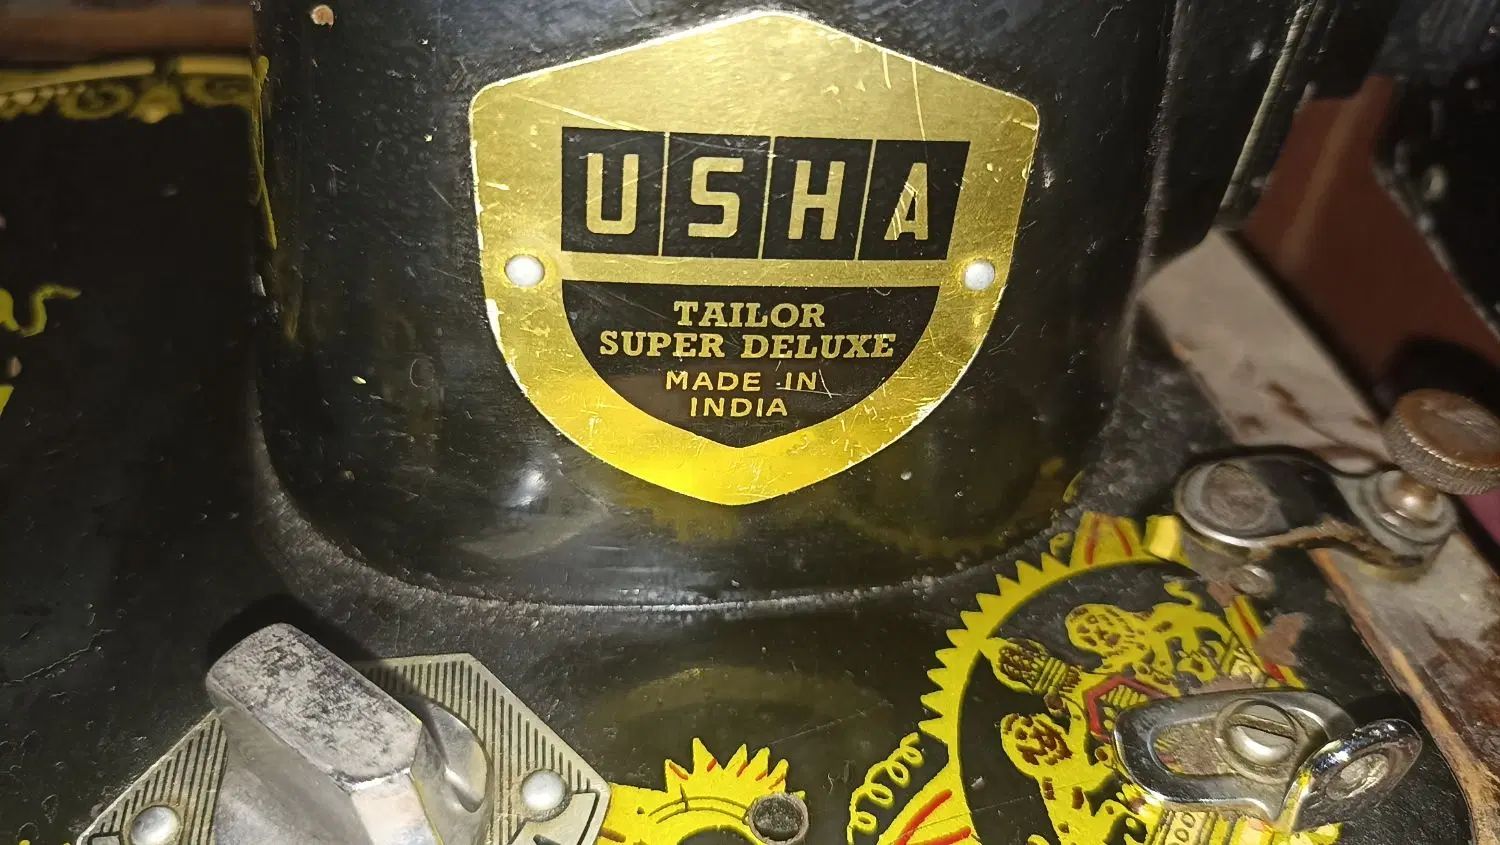 USHA
TAILOR
SUPER DELUXE
MADE IN
INDIA